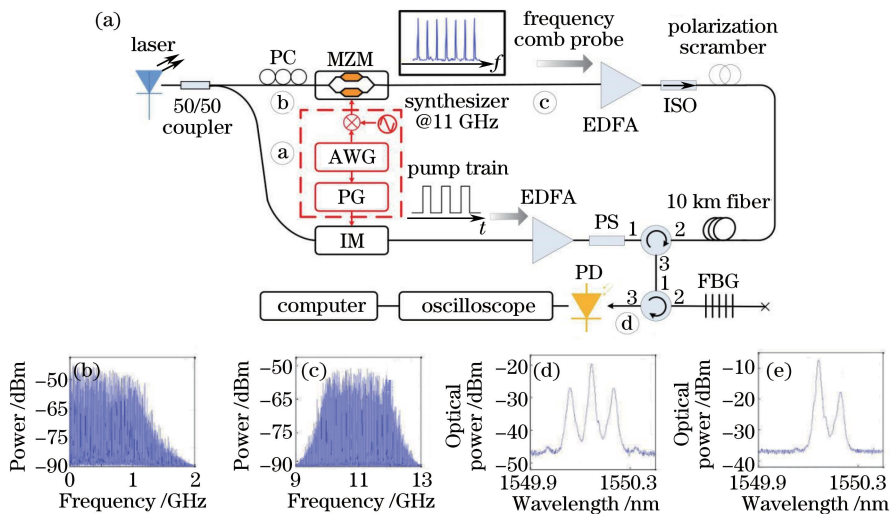 (a)
laser
PC
MZM
f
frequency
comb probe
polarization
scramber
50/50
coupler
b
synthesizer
@11 GHz
c
EDFA
ISO
a
AWG
PG
pump train
t
EDFA
PS
1
2
3
10 km fiber
IM
PD
1
2
3
FBG
computer
oscilloscope
d
(b)
Power /dBm
−50
−65
−75
−90
0
1
2
Frequency /GHz
(c)
Power /dBm
−50
−65
−75
−90
9
11
13
Frequency /GHz
(d)
Optical
power /dBm
−20
−30
−40
−50
1549.9
1550.3
Wavelength /nm
(e)
Optical
power /dBm
−10
−20
−30
−40
1549.9
1550.3
Wavelength /nm